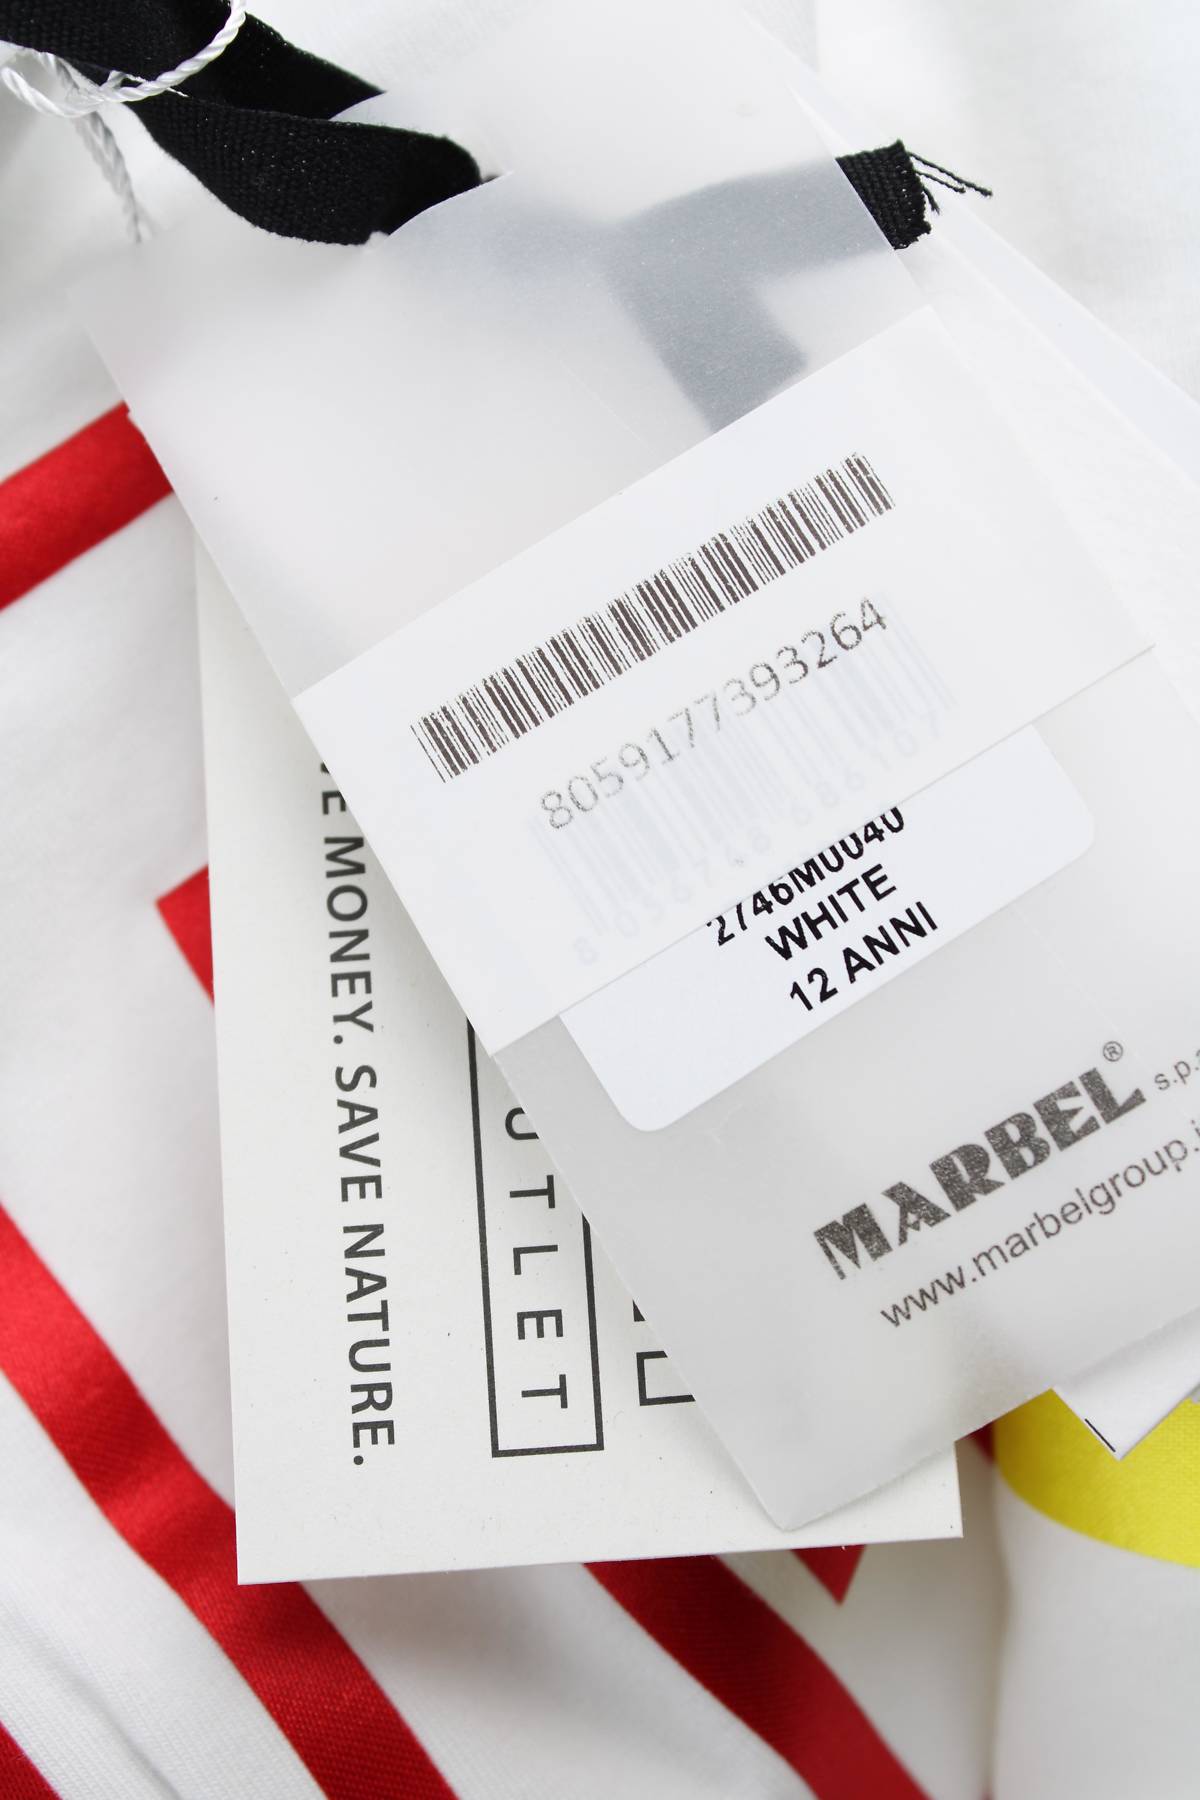 8059177393264
2746M0040
WHITE
12 ANNI
MARBEL® s.p.a
www.marbelgroup.i
E MONEY. SAVE NATURE.
UTLET